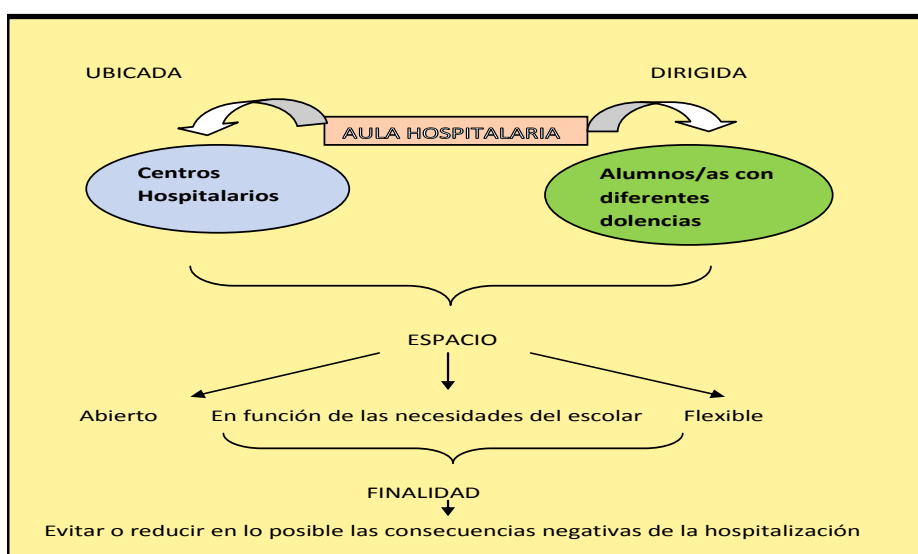 UBICADA
DIRIGIDA
AULA HOSPITALARIA
Centros
Hospitalarios
Alumnos/as con
diferentes
dolencias
ESPACIO
Abierto
En función de las necesidades del escolar
Flexible
FINALIDAD
Evitar o reducir en lo posible las consecuencias negativas de la hospitalización